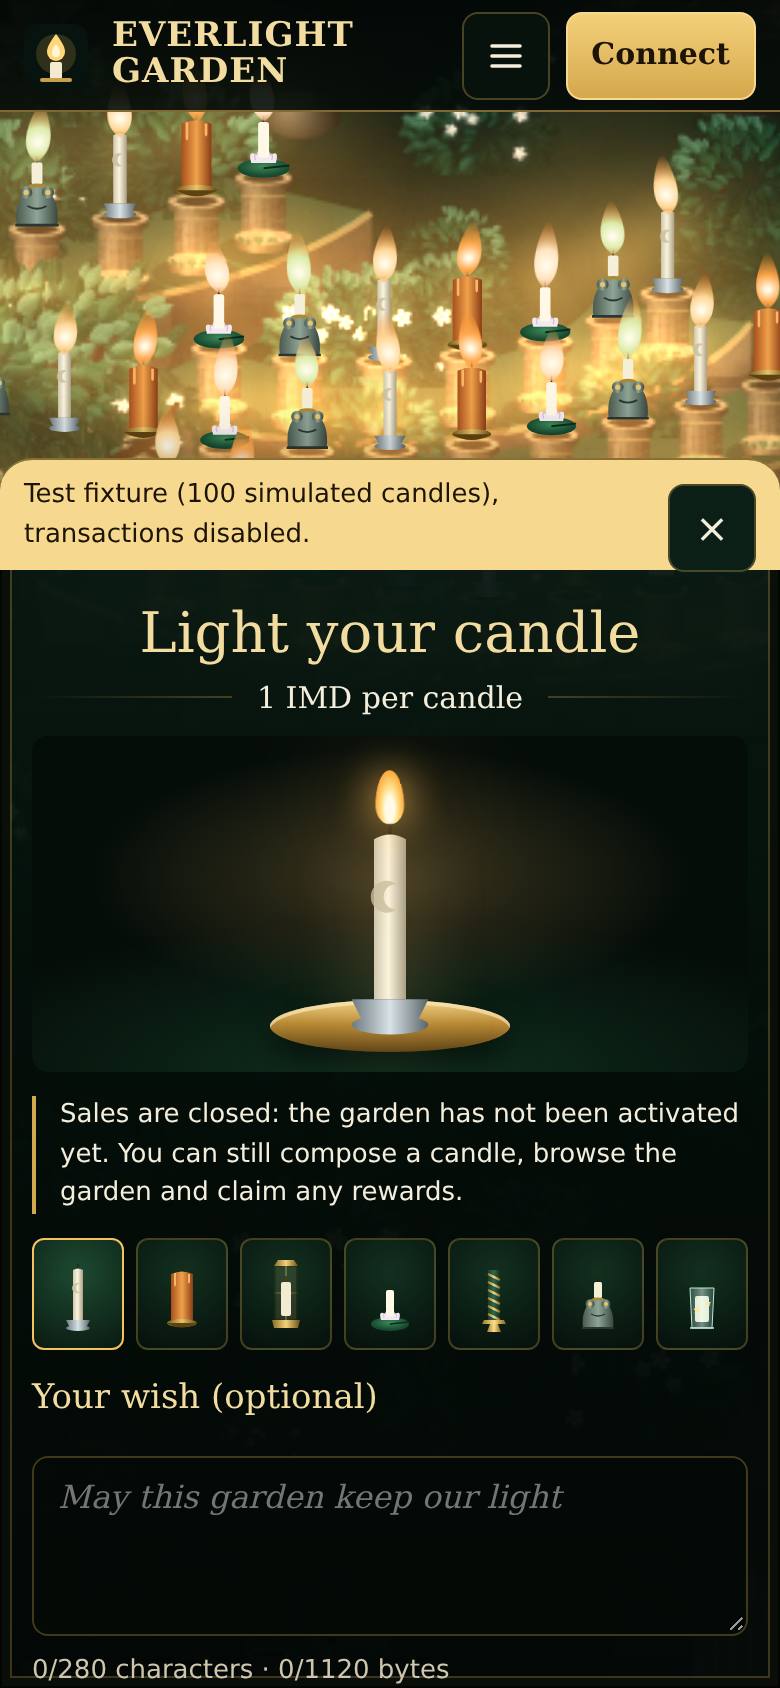 EVERLIGHT
GARDEN
Connect
Test fixture (100 simulated candles),
transactions disabled.
Light your candle
1 IMD per candle
Sales are closed: the garden has not been activated
yet. You can still compose a candle, browse the
garden and claim any rewards.
Your wish (optional)
May this garden keep our light
0/280 characters · 0/1120 bytes